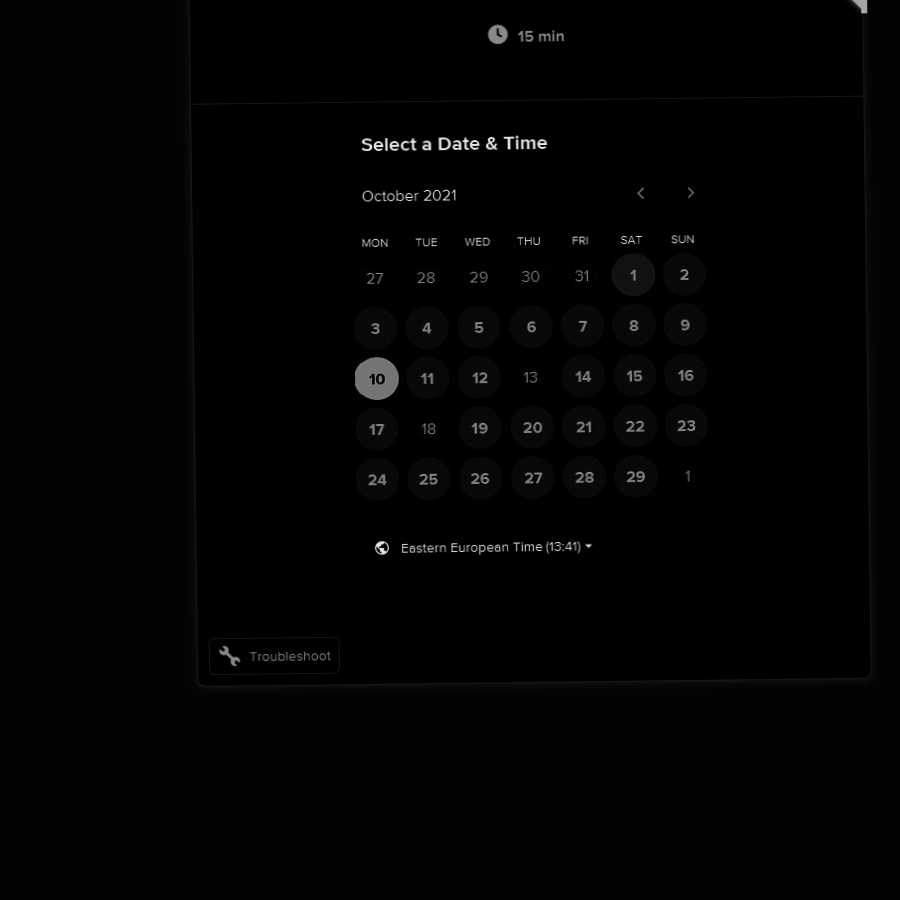 15 min
Select a Date & Time
October 2021
MON TUE WED THU FRI SAT SUN
27 28 29 30 31 1 2
3 4 5 6 7 8 9
10 11 12 13 14 15 16
17 18 19 20 21 22 23
24 25 26 27 28 29 1
Eastern European Time (13:41)
Troubleshoot